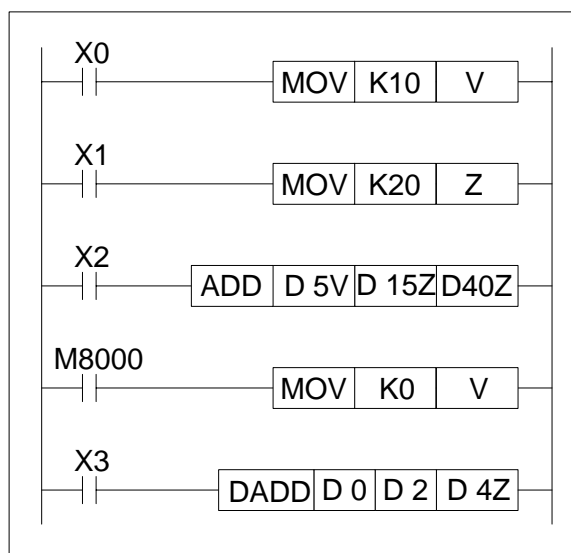 X0
MOV K10 V
X1
MOV K20 Z
X2
ADD D 5V D 15Z D40Z
M8000
MOV K0 V
X3
DADD D 0 D 2 D 4Z